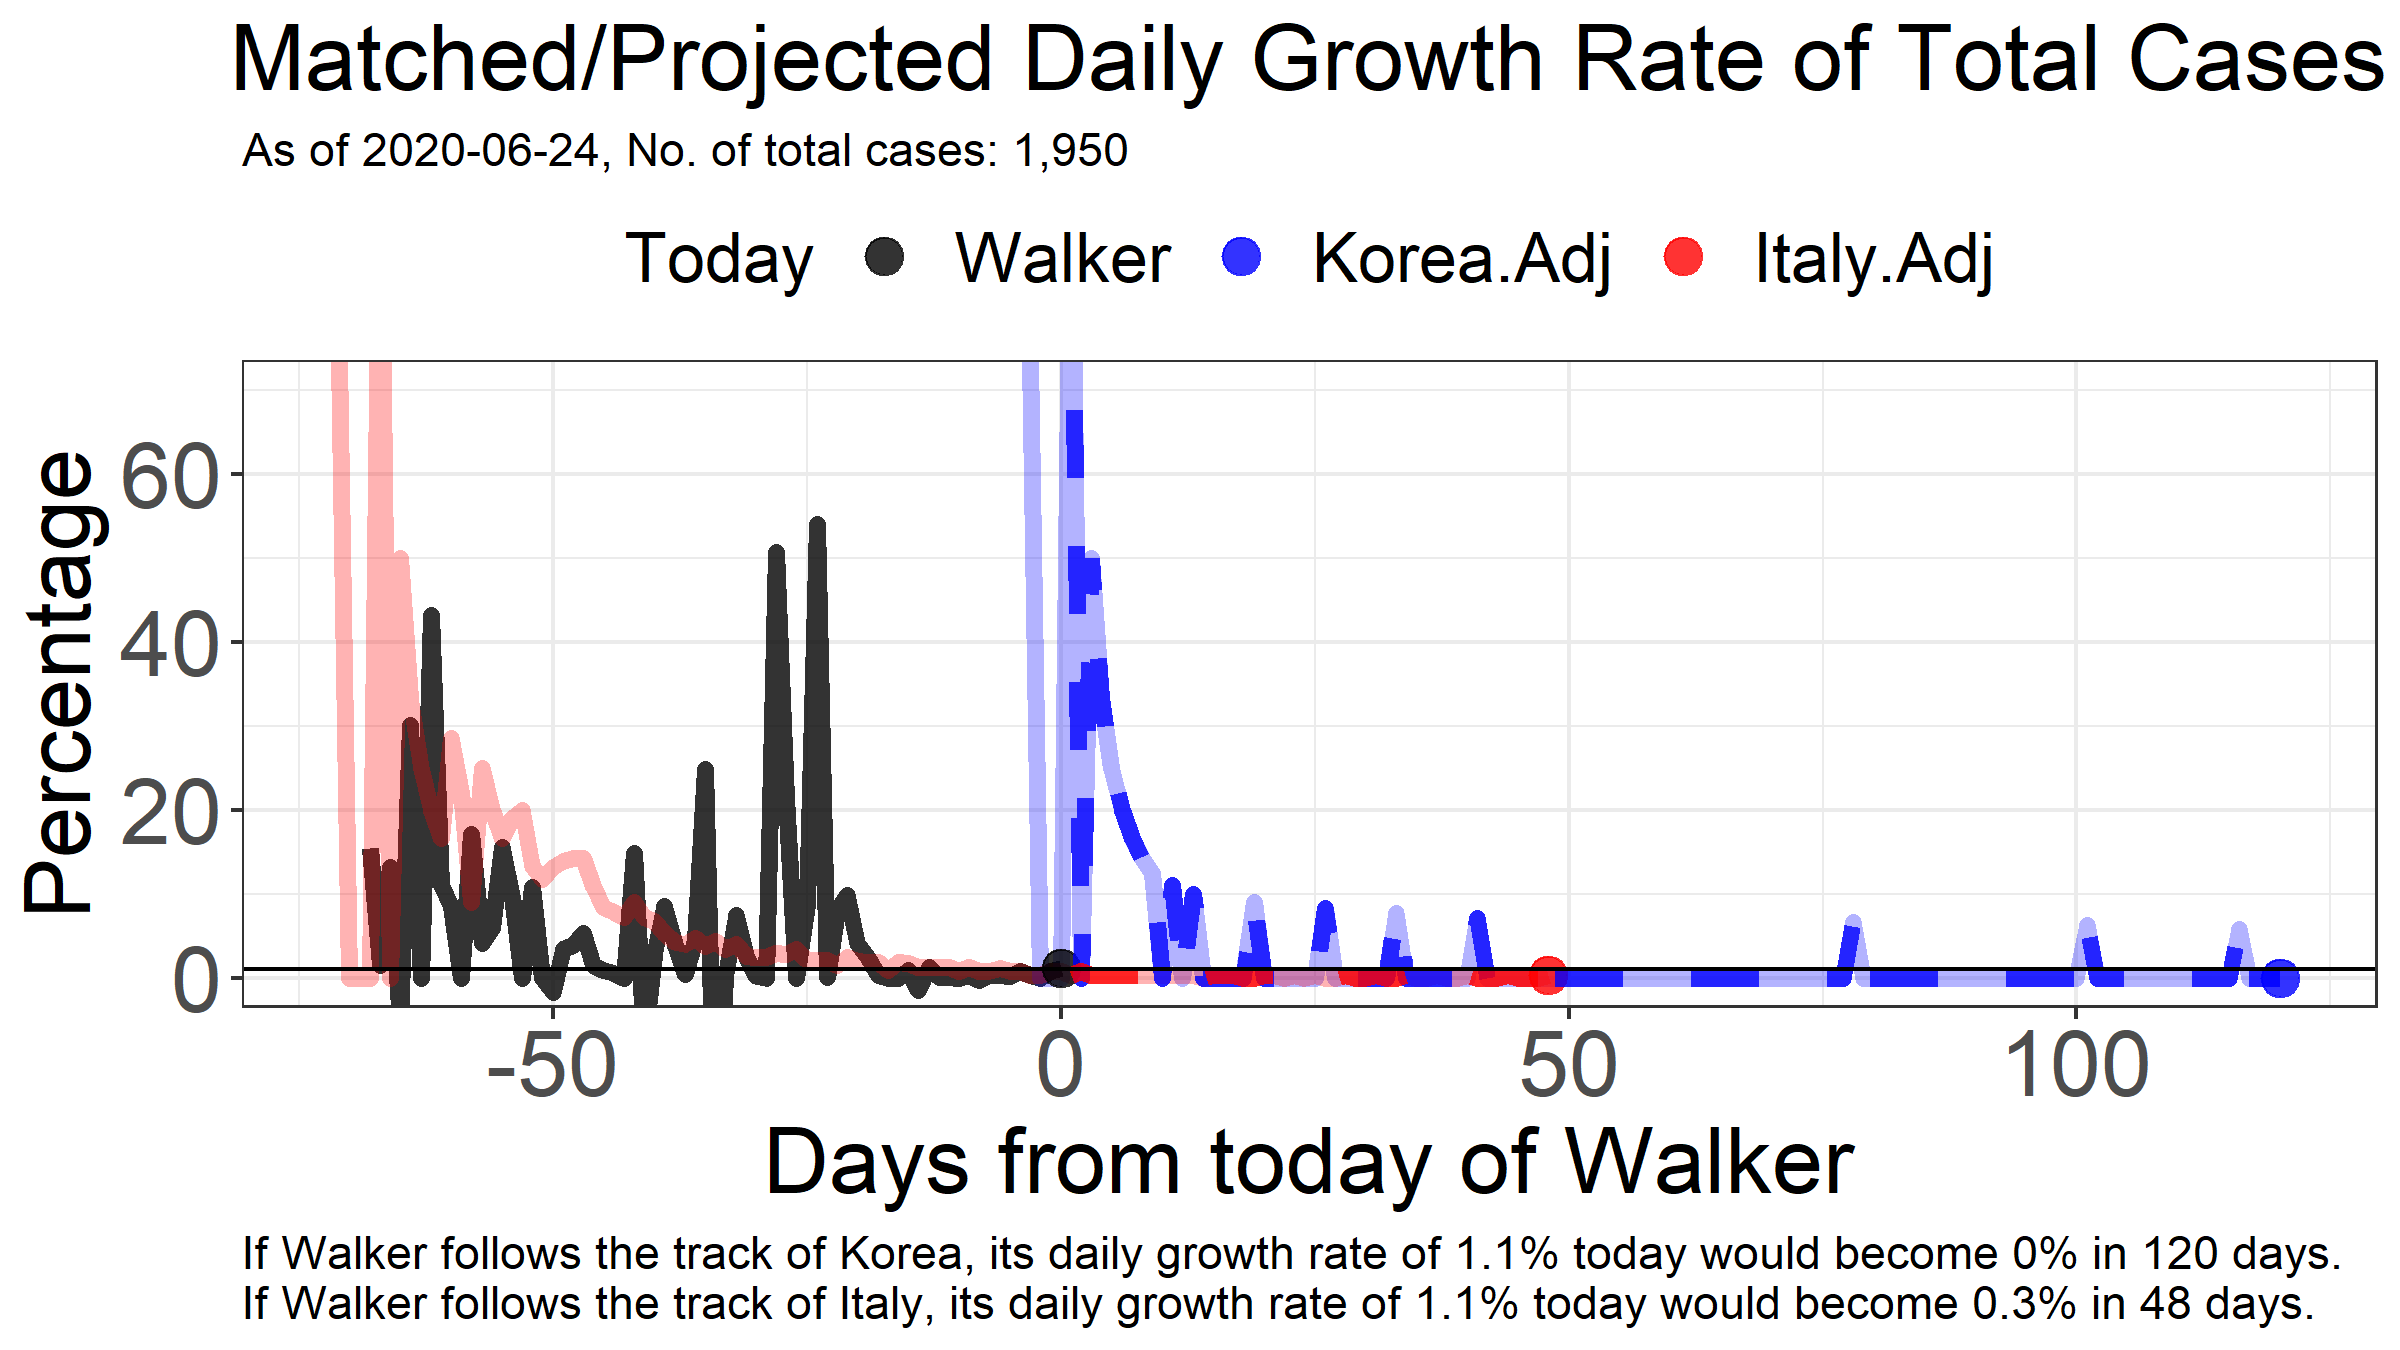 Matched/Projected Daily Growth Rate of Total Cases
As of 2020-06-24, No. of total cases: 1,950
Today Walker Korea.Adj Italy.Adj
Percentage
60
40
20
0
-50 0 50 100
Days from today of Walker
If Walker follows the track of Korea, its daily growth rate of 1.1% today would become 0% in 120 days.
If Walker follows the track of Italy, its daily growth rate of 1.1% today would become 0.3% in 48 days.